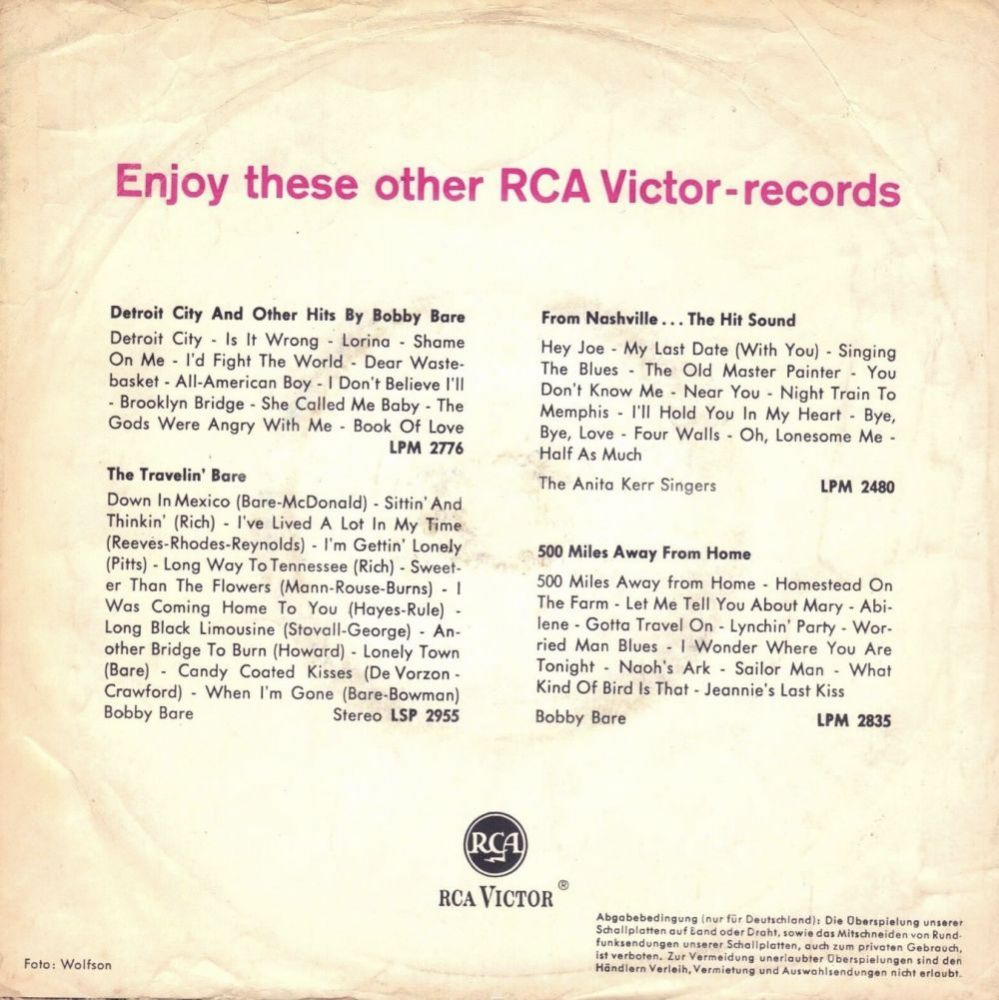 Enjoy these other RCA Victor-records
Detroit City And Other Hits By Bobby Bare
Detroit City - Is It Wrong - Lorina - Shame
On Me - I'd Fight The World - Dear Waste-
basket - All-American Boy - I Don't Believe I'll
- Brooklyn Bridge - She Called Me Baby - The
Gods Were Angry With Me - Book Of Love
LPM 2776
The Travelin' Bare
Down In Mexico (Bare-McDonald) - Sittin' And
Thinkin' (Rich) - I've Lived A Lot In My Time
(Reeves-Rhodes-Reynolds) - I'm Gettin' Lonely
(Pitts) - Long Way To Tennessee (Rich) - Sweet-
er Than The Flowers (Mann-Rouse-Burns) - I
Was Coming Home To You (Hayes-Rule) -
Long Black Limousine (Stovall-George) - An-
other Bridge To Burn (Howard) - Lonely Town
(Bare) - Candy Coated Kisses (De Vorzon -
Crawford) - When I'm Gone (Bare-Bowman)
Bobby Bare Stereo LSP 2955
From Nashville ... The Hit Sound
Hey Joe - My Last Date (With You) - Singing
The Blues - The Old Master Painter - You
Don't Know Me - Near You - Night Train To
Memphis - I'll Hold You In My Heart - Bye,
Bye, Love - Four Walls - Oh, Lonesome Me -
Half As Much
The Anita Kerr Singers LPM 2480
500 Miles Away From Home
500 Miles Away from Home - Homestead On
The Farm - Let Me Tell You About Mary - Abi-
lene - Gotta Travel On - Lynchin' Party - Wor-
ried Man Blues - I Wonder Where You Are
Tonight - Naoh's Ark - Sailor Man - What
Kind Of Bird Is That - Jeannie's Last Kiss
Bobby Bare LPM 2835
RCA
RCA VICTOR ®
Abgabebedingung (nur für Deutschland): Die Überspielung unserer
Schallplatten auf Band oder Draht, sowie das Mitschneiden von Rund-
funksendungen unserer Schallplatten, auch zum privaten Gebrauch,
ist verboten. Zur Vermeidung unerlaubter Überspielungen sind den
Händlern Verleih, Vermietung und Auswahlsendungen nicht erlaubt.
Foto: Wolfson